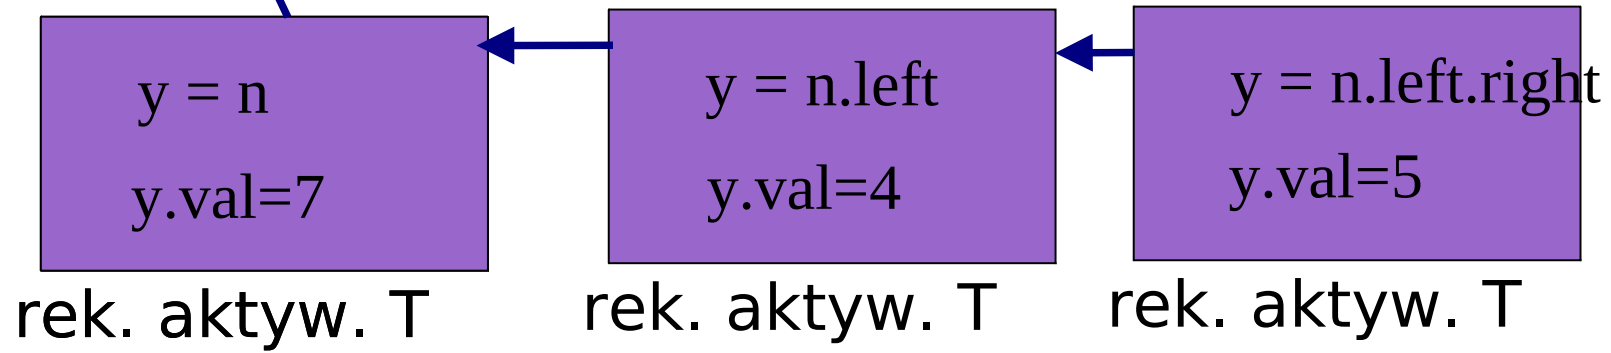 y = n
y.val=7
rek. aktyw. T
y = n.left
y.val=4
rek. aktyw. T
y = n.left.right
y.val=5
rek. aktyw. T